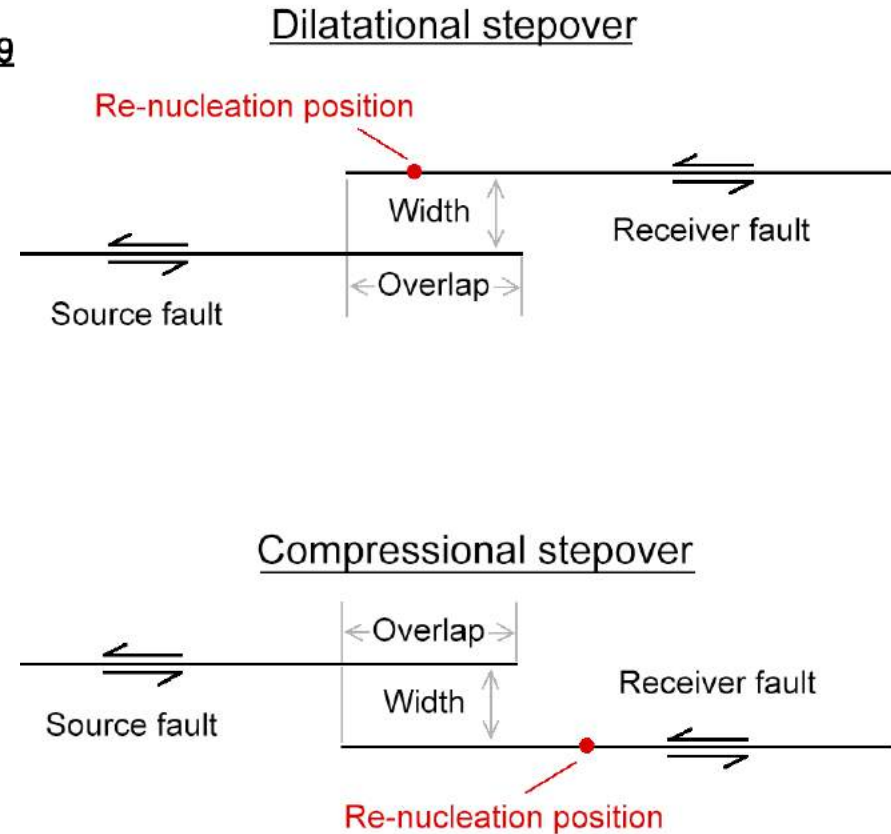 9
Dilatational stepover
Re-nucleation position
Width
Receiver fault
Overlap
Source fault
Compressional stepover
Overlap
Width
Receiver fault
Source fault
Re-nucleation position